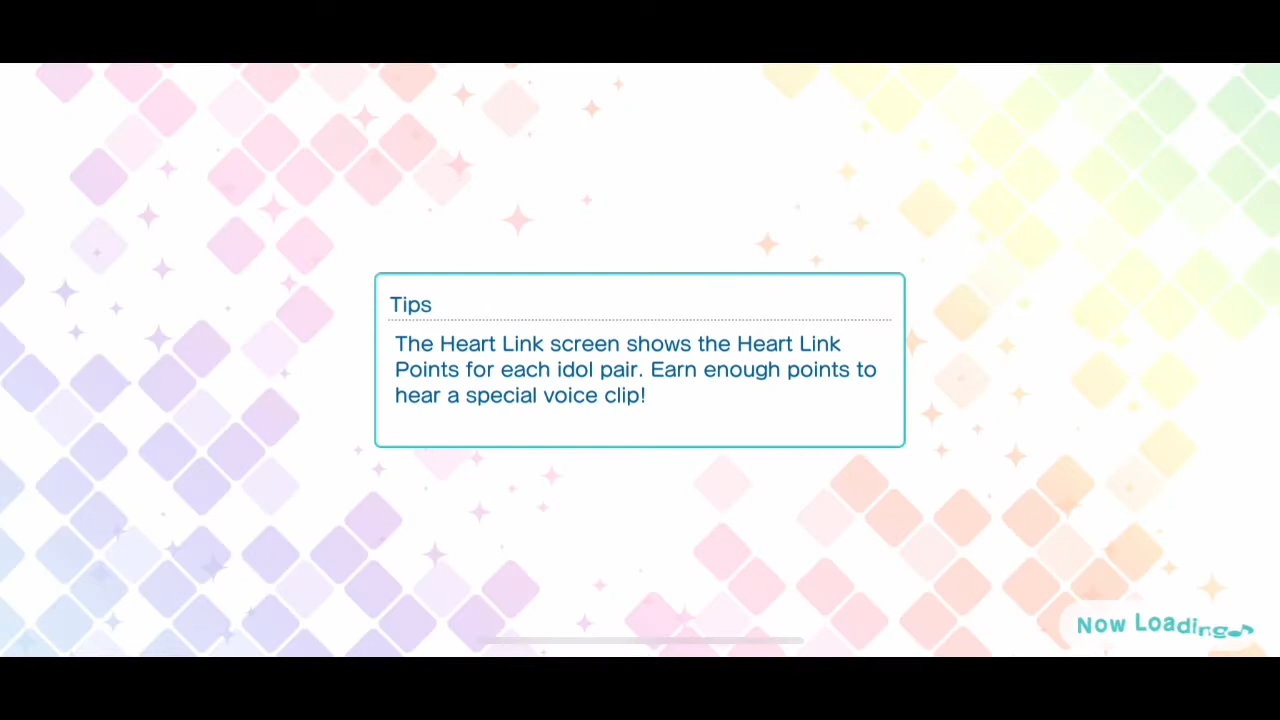 Tips
The Heart Link screen shows the Heart Link
Points for each idol pair. Earn enough points to
hear a special voice clip!
Now Loading